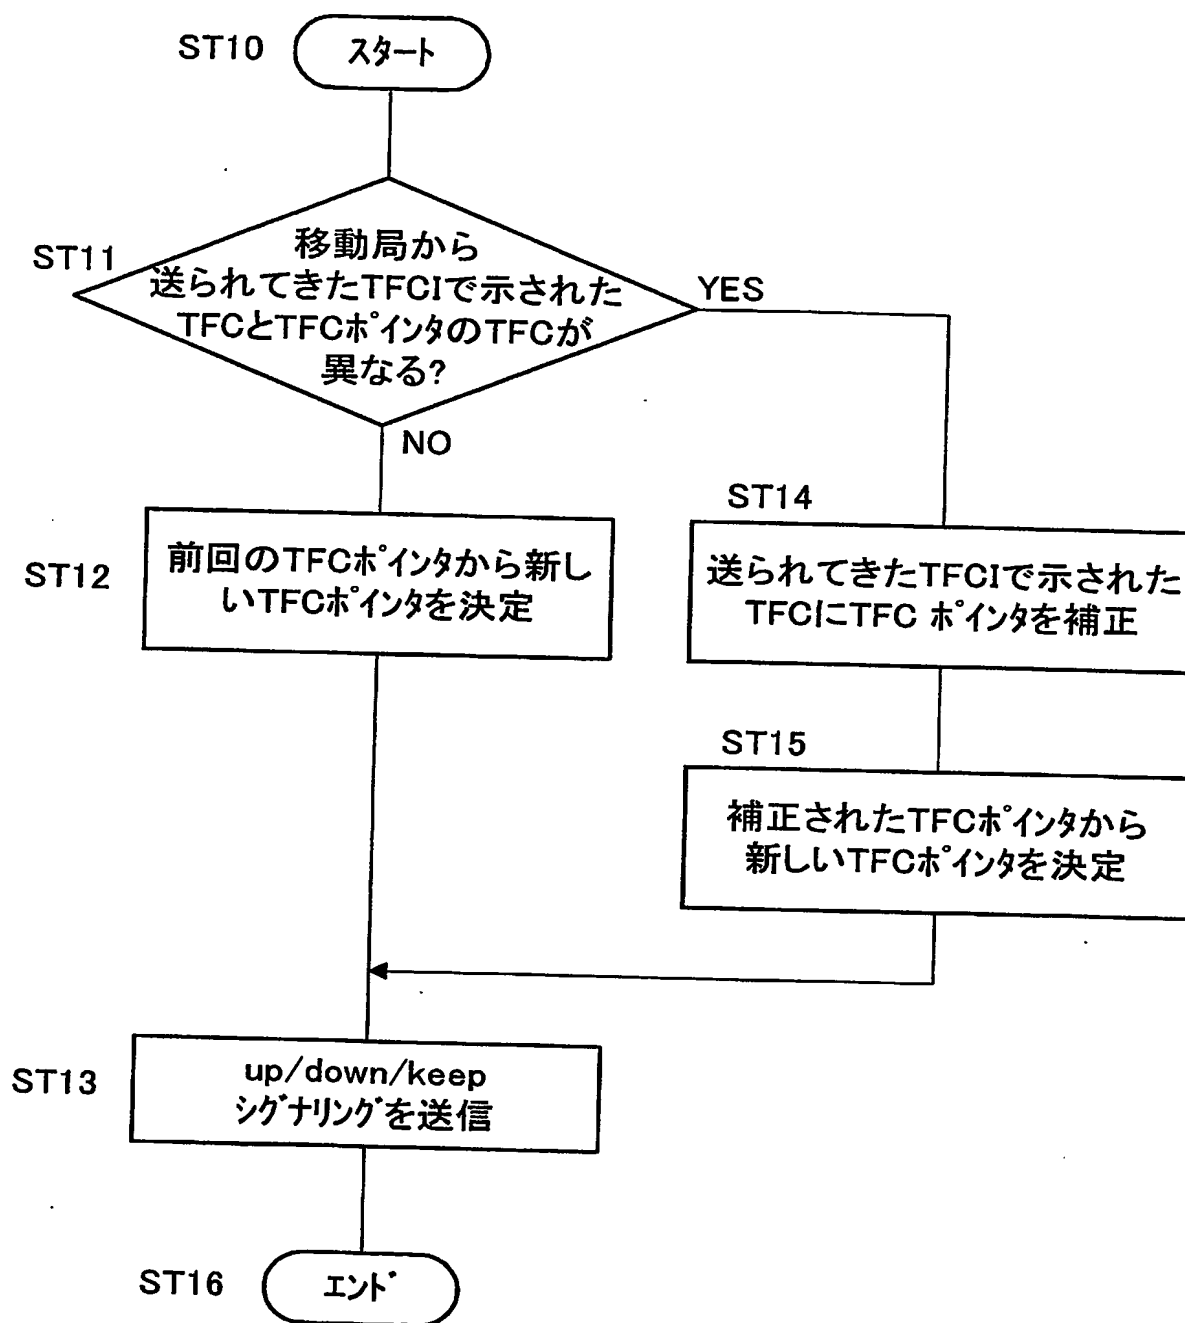 ST10
スタート
ST11
移動局から
送られてきたTFCIで示された
TFCとTFCポインタのTFCが
異なる?
YES
NO
ST12
前回のTFCポインタから新し
いTFCポインタを決定
ST14
送られてきたTFCIで示された
TFCにTFC ポインタを補正
ST15
補正されたTFCポインタから
新しいTFCポインタを決定
ST13
up/down/keep
シグナリングを送信
ST16
エンド